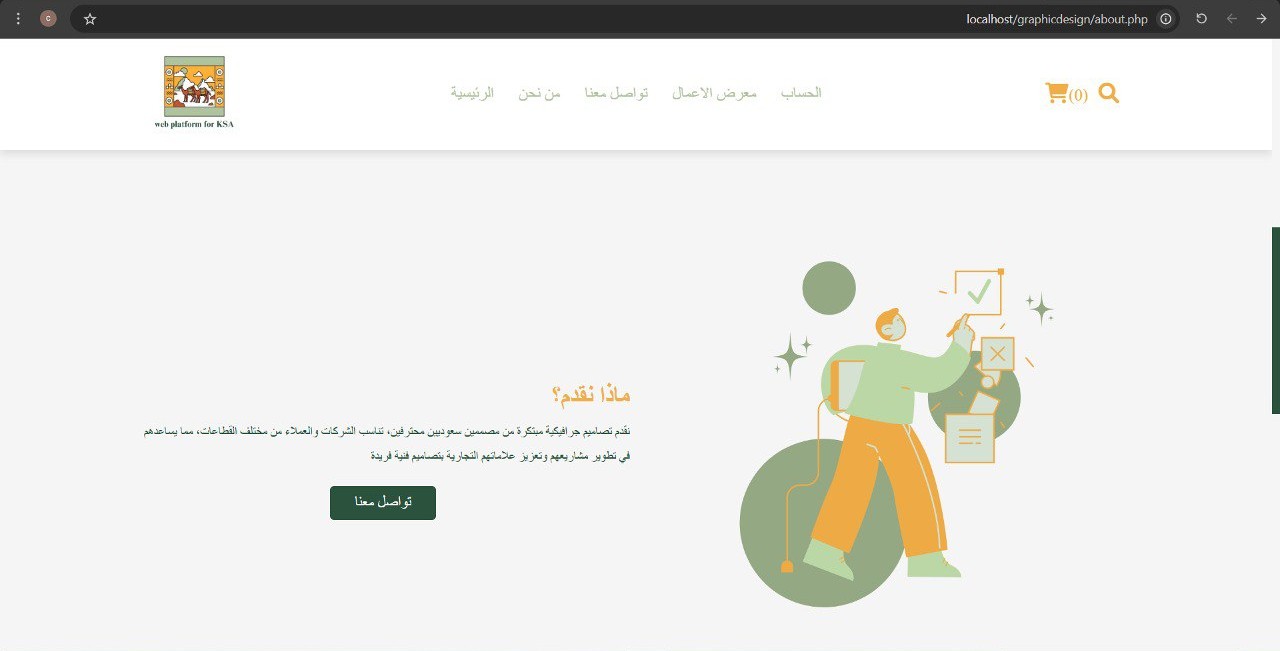 localhost/graphicdesign/about.php
C
web platform for KSA
الرئيسية
من نحن
تواصل معنا
معرض الاعمال
الحساب
(0)
ماذا نقدم؟
نقدم تصاميم جرافيكية مبتكرة من مصممين سعوديين محترفين، تناسب الشركات والعملاء من مختلف القطاعات، مما يساعدهم
في تطوير مشاريعهم وتعزيز علاماتهم التجارية بتصاميم فنية فريدة
تواصل معنا